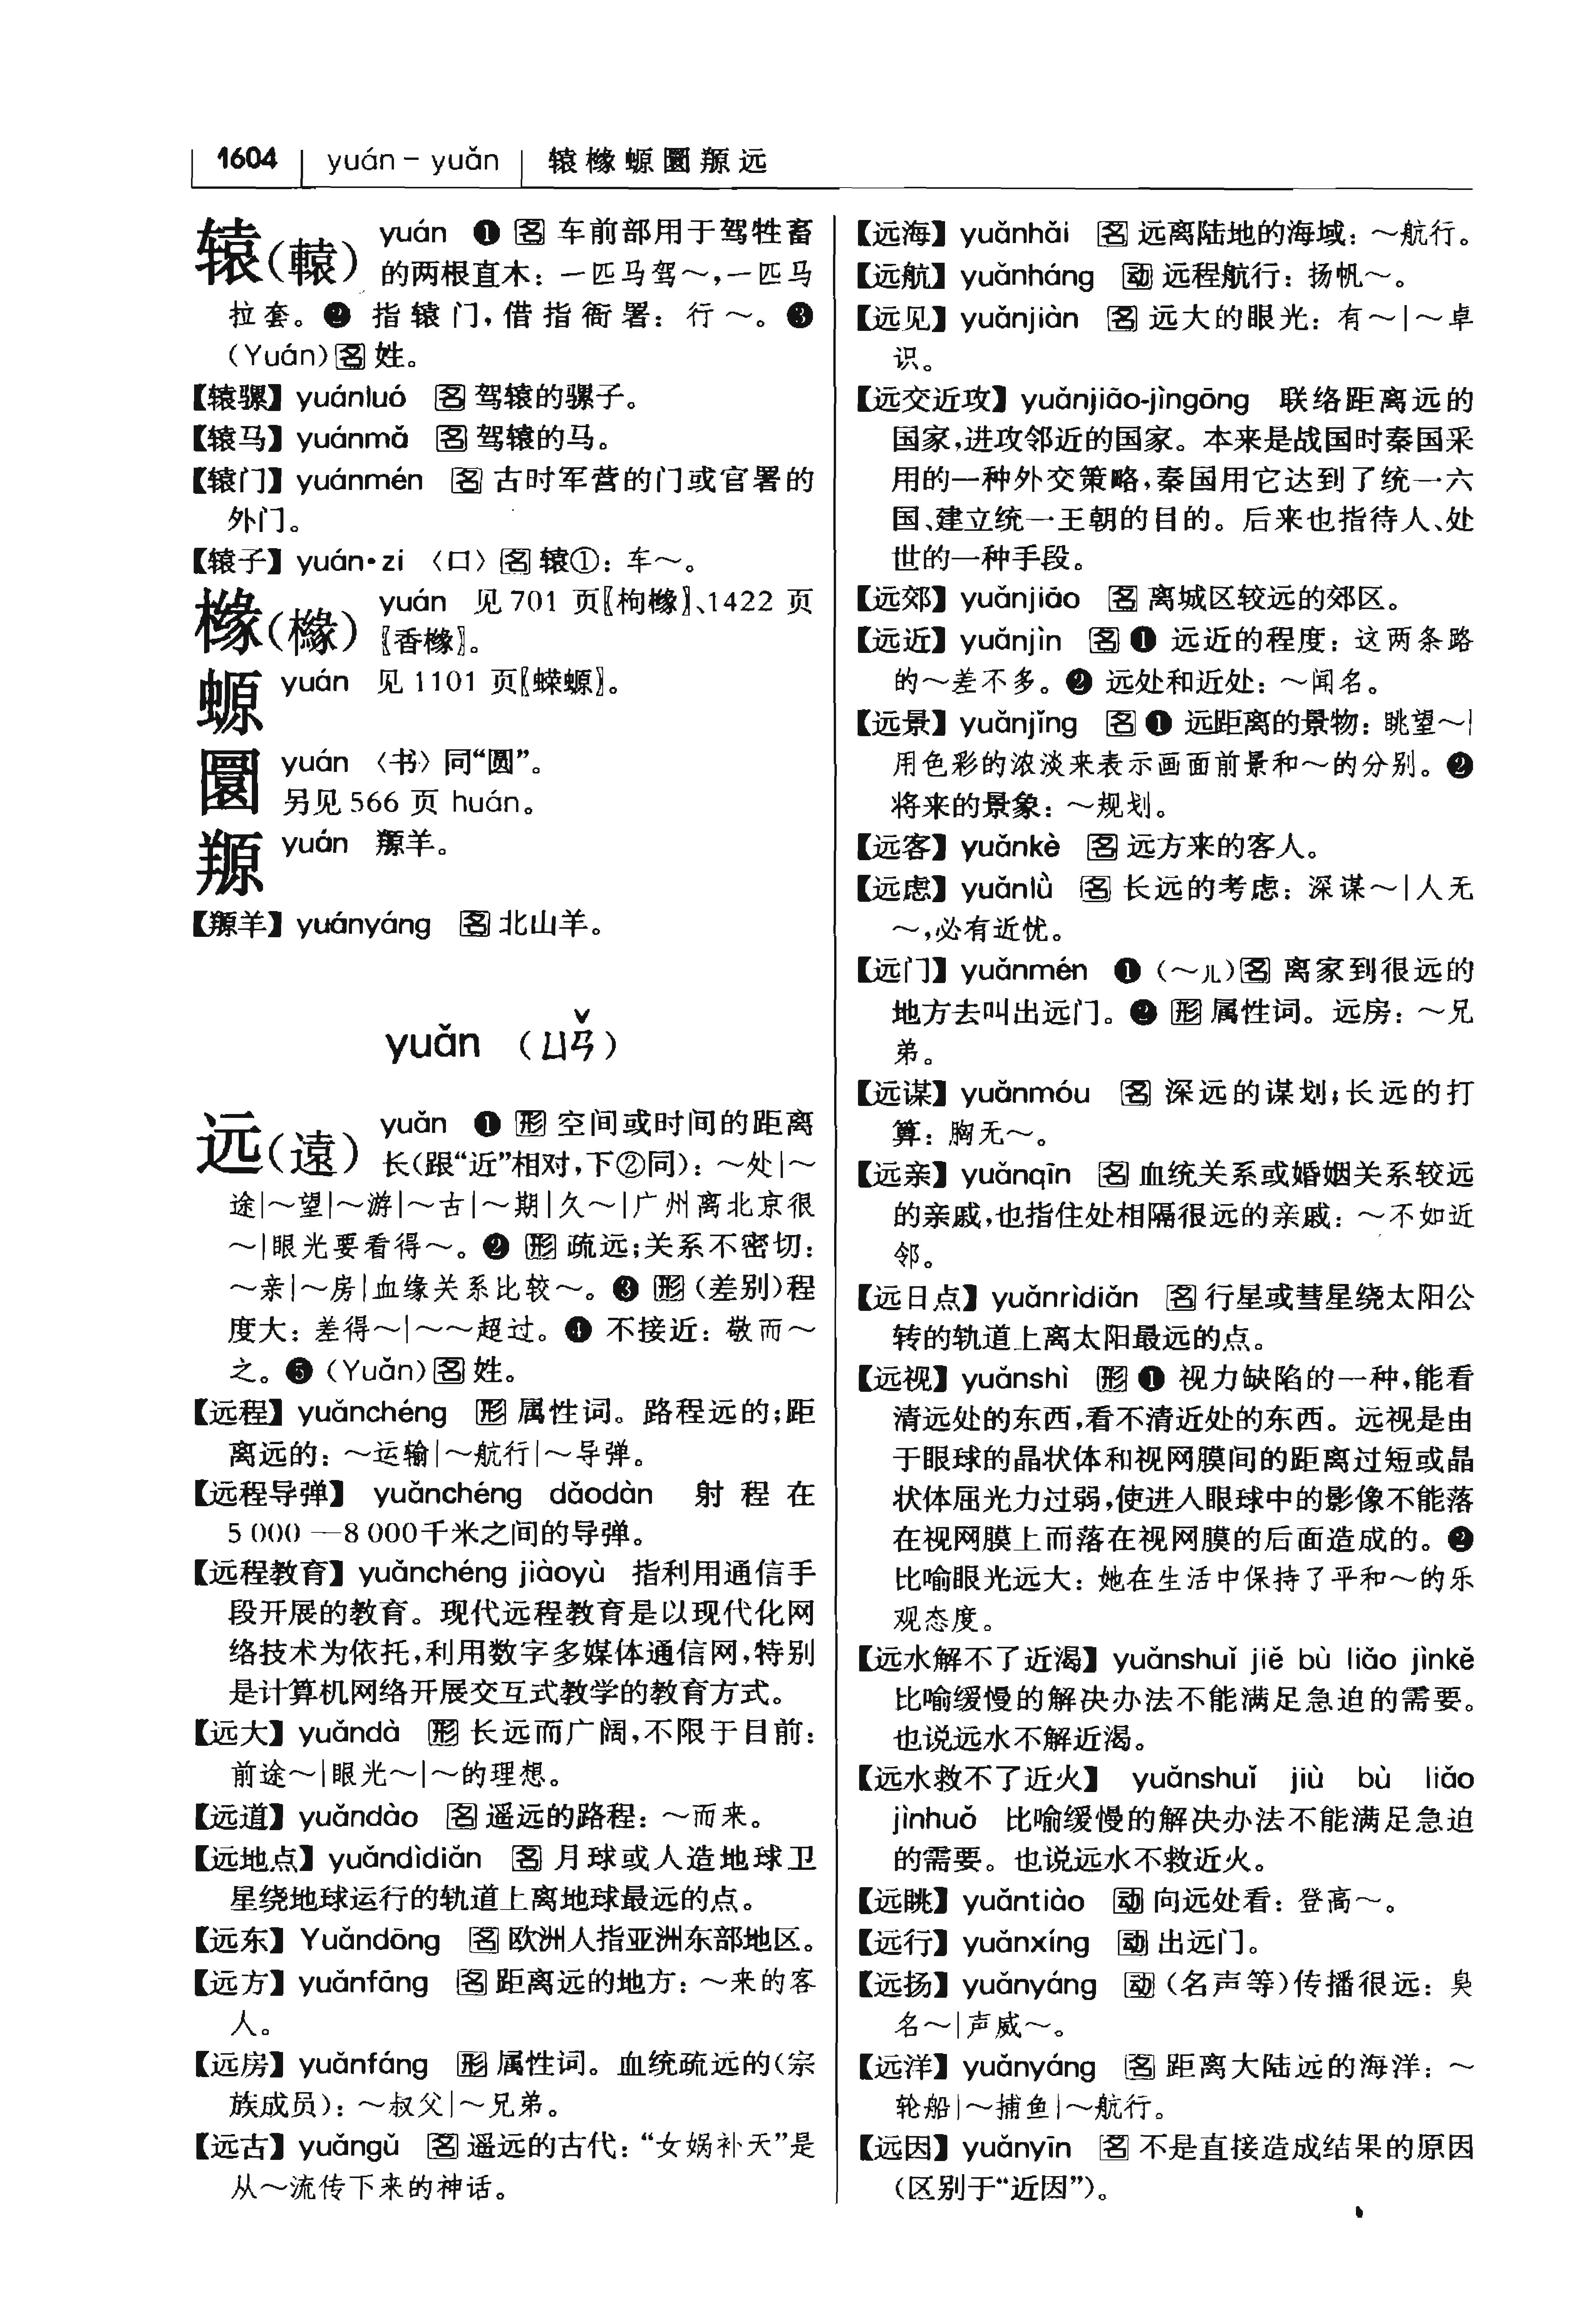 1604 yuán – yuǎn 辕橼螈圜羱远
辕(轅) yuán ❶ 名 车前部用于驾牲畜
的两根直木：一匹马驾～，一匹马
拉套。❷ 指辕门，借指衙署：行～。❸
（Yuán）名 姓。
【辕骡】yuánluó 名 驾辕的骡子。
【辕马】yuánmǎ 名 驾辕的马。
【辕门】yuánmén 名 古时军营的门或官署的
外门。
【辕子】yuán•zi 〈口〉名 辕①：车～。
橼(櫞) yuán 见 701 页〖枸橼〗、1422 页
〖香橼〗。
螈 yuán 见 1101 页〖蝾螈〗。
圜 yuán 〈书〉同“圆”。
另见 566 页 huán。
羱 yuán 羱羊。
【羱羊】yuányáng 名 北山羊。
yuǎn （ㄩㄢˇ）
远(遠) yuǎn ❶ 形 空间或时间的距离
长（跟“近”相对，下②同）：～处|～
途|～望|～游|～古|～期|久～|广州离北京很
～|眼光要看得～。❷ 形 疏远；关系不密切：
～亲|～房|血缘关系比较～。❸ 形（差别）程
度大：差得～|～～超过。❹ 不接近：敬而～
之。❺（Yuǎn）名 姓。
【远程】yuǎnchéng 形 属性词。路程远的；距
离远的：～运输|～航行|～导弹。
【远程导弹】 yuǎnchéng dǎodàn 射程在
5 000—8 000千米之间的导弹。
【远程教育】yuǎnchéng jiàoyù 指利用通信手
段开展的教育。现代远程教育是以现代化网
络技术为依托，利用数字多媒体通信网，特别
是计算机网络开展交互式教学的教育方式。
【远大】yuǎndà 形 长远而广阔，不限于目前：
前途～|眼光～|～的理想。
【远道】yuǎndào 名 遥远的路程：～而来。
【远地点】yuǎndìdiǎn 名 月球或人造地球卫
星绕地球运行的轨道上离地球最远的点。
【远东】Yuǎndōng 名 欧洲人指亚洲东部地区。
【远方】yuǎnfāng 名 距离远的地方：～来的客
人。
【远房】yuǎnfáng 形 属性词。血统疏远的（宗
族成员）：～叔父|～兄弟。
【远古】yuǎngǔ 名 遥远的古代：“女娲补天”是
从～流传下来的神话。
【远海】yuǎnhǎi 名 远离陆地的海域：～航行。
【远航】yuǎnháng 动 远程航行：扬帆～。
【远见】yuǎnjiàn 名 远大的眼光：有～|～卓
识。
【远交近攻】yuǎnjiāo-jìngōng 联络距离远的
国家，进攻邻近的国家。本来是战国时秦国采
用的一种外交策略，秦国用它达到了统一六
国、建立统一王朝的目的。后来也指待人、处
世的一种手段。
【远郊】yuǎnjiāo 名 离城区较远的郊区。
【远近】yuǎnjìn 名 ❶ 远近的程度：这两条路
的～差不多。❷ 远处和近处：～闻名。
【远景】yuǎnjǐng 名 ❶ 远距离的景物：眺望～|
用色彩的浓淡来表示画面前景和～的分别。❷
将来的景象：～规划。
【远客】yuǎnkè 名 远方来的客人。
【远虑】yuǎnlǜ 名 长远的考虑：深谋～|人无
～，必有近忧。
【远门】yuǎnmén ❶（～儿）名 离家到很远的
地方去叫出远门。❷ 形 属性词。远房：～兄
弟。
【远谋】yuǎnmóu 名 深远的谋划；长远的打
算：胸无～。
【远亲】yuǎnqīn 名 血统关系或婚姻关系较远
的亲戚，也指住处相隔很远的亲戚：～不如近
邻。
【远日点】yuǎnrìdiǎn 名 行星或彗星绕太阳公
转的轨道上离太阳最远的点。
【远视】yuǎnshì 形 ❶ 视力缺陷的一种，能看
清远处的东西，看不清近处的东西。远视是由
于眼球的晶状体和视网膜间的距离过短或晶
状体屈光力过弱，使进入眼球中的影像不能落
在视网膜上而落在视网膜的后面造成的。❷
比喻眼光远大：她在生活中保持了平和～的乐
观态度。
【远水解不了近渴】yuǎnshuǐ jiě bù liǎo jìnkě
比喻缓慢的解决办法不能满足急迫的需要。
也说远水不解近渴。
【远水救不了近火】 yuǎnshuǐ jiù bù liǎo
jìnhuǒ 比喻缓慢的解决办法不能满足急迫
的需要。也说远水不救近火。
【远眺】yuǎntiào 动 向远处看：登高～。
【远行】yuǎnxíng 动 出远门。
【远扬】yuǎnyáng 动（名声等）传播很远：臭
名～|声威～。
【远洋】yuǎnyáng 名 距离大陆远的海洋：～
轮船|～捕鱼|～航行。
【远因】yuǎnyīn 名 不是直接造成结果的原因
（区别于“近因”）。